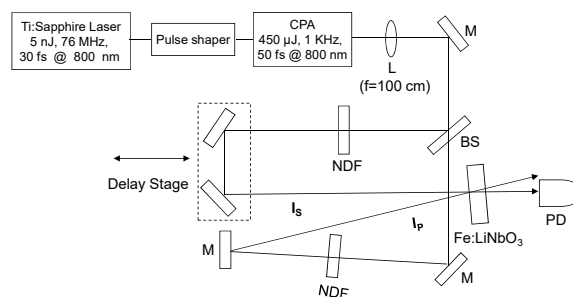 Ti:Sapphire Laser
5 nJ, 76 MHz,
30 fs @ 800 nm
Pulse shaper
CPA
450 μJ, 1 KHz,
50 fs @ 800 nm
L
(f=100 cm)
M
BS
NDF
Delay Stage
I_S
I_P
Fe:LiNbO₃
PD
M
NDF
M